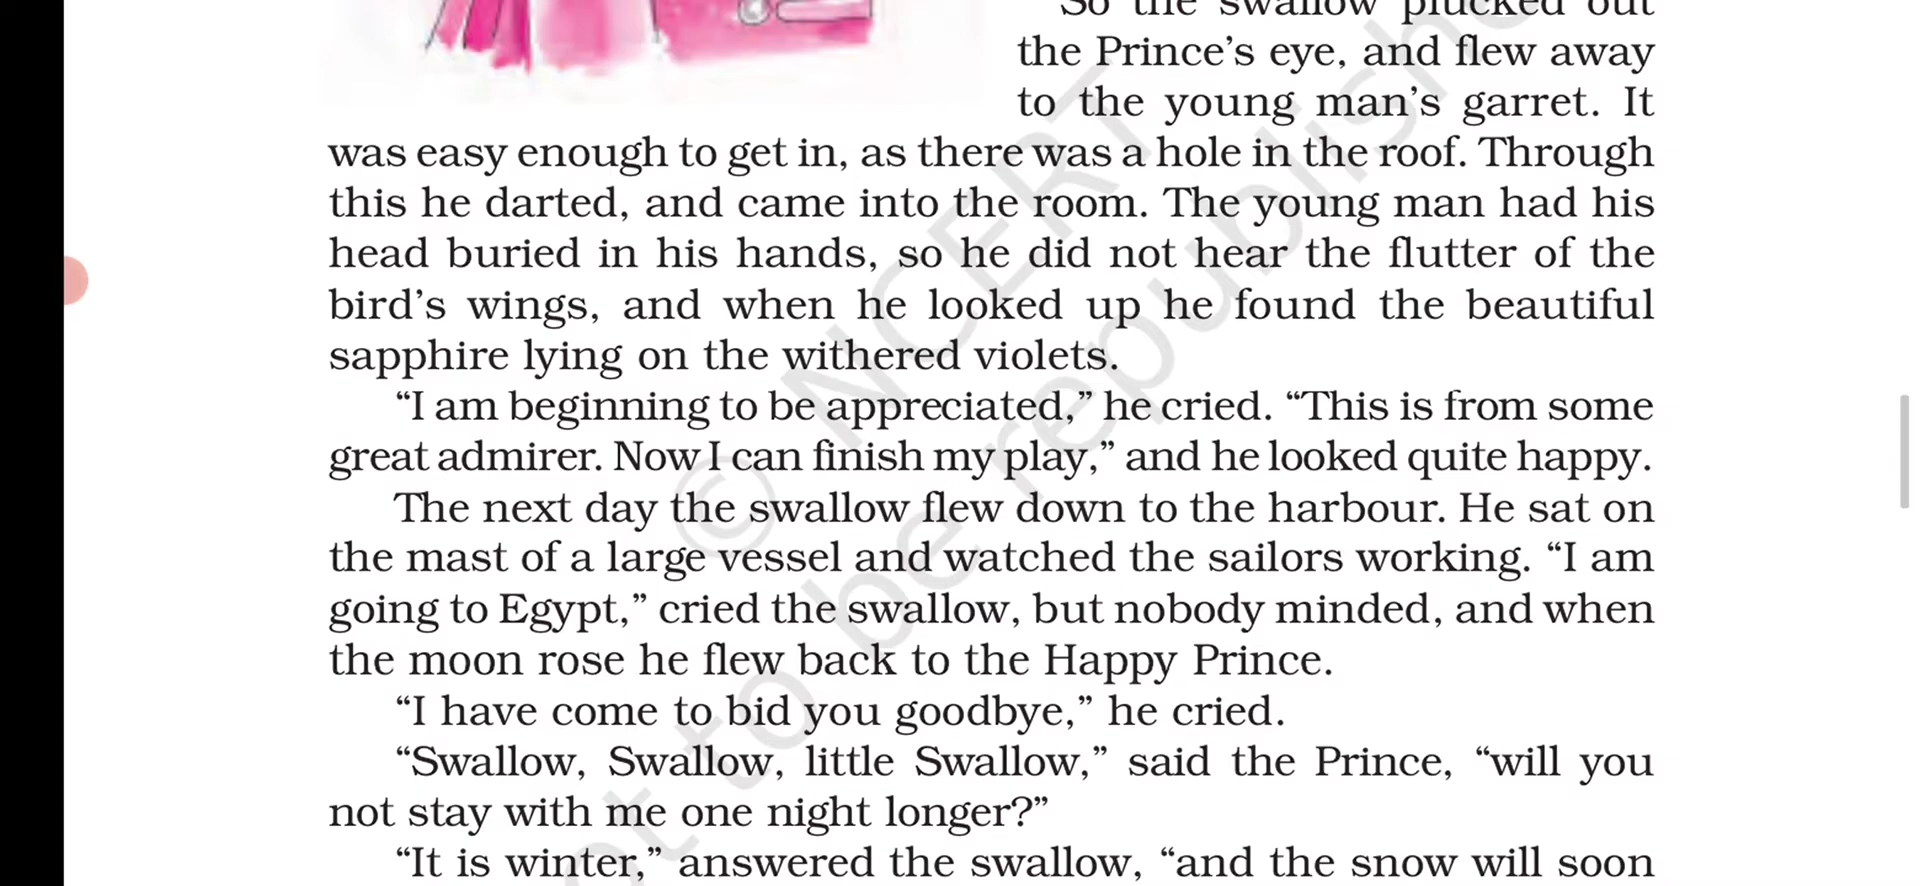 So the swallow plucked out
the Prince’s eye, and flew away
to the young man’s garret. It
was easy enough to get in, as there was a hole in the roof. Through
this he darted, and came into the room. The young man had his
head buried in his hands, so he did not hear the flutter of the
bird’s wings, and when he looked up he found the beautiful
sapphire lying on the withered violets.
“I am beginning to be appreciated,” he cried. “This is from some
great admirer. Now I can finish my play,” and he looked quite happy.
The next day the swallow flew down to the harbour. He sat on
the mast of a large vessel and watched the sailors working. “I am
going to Egypt,” cried the swallow, but nobody minded, and when
the moon rose he flew back to the Happy Prince.
“I have come to bid you goodbye,” he cried.
“Swallow, Swallow, little Swallow,” said the Prince, “will you
not stay with me one night longer?”
“It is winter,” answered the swallow, “and the snow will soon
© NCERT
be republishe